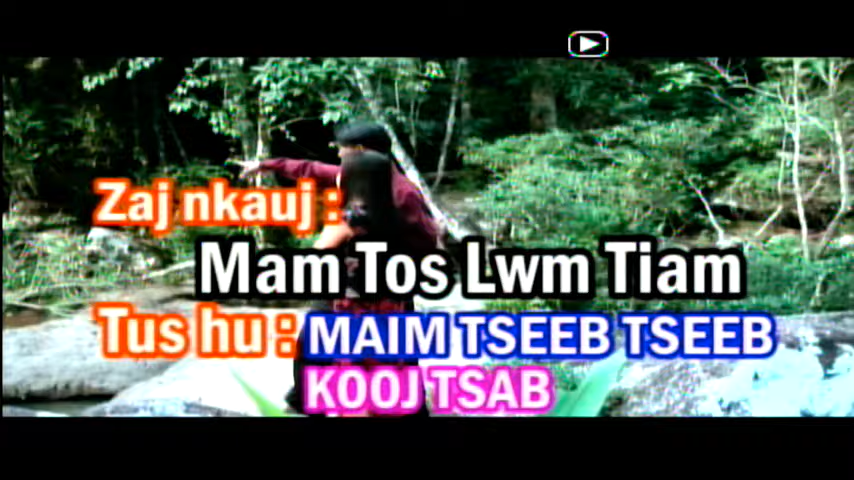 Zaj nkauj :
Mam Tos Lwm Tiam
Tus hu : MAIM TSEEB TSEEB
KOOJ TSAB